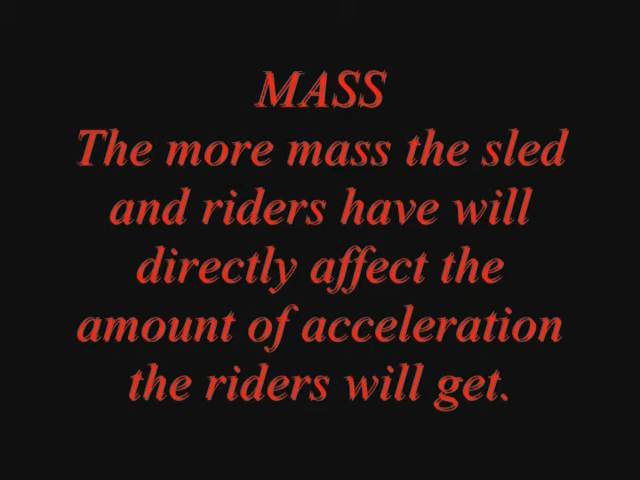 MASS
The more mass the sled
and riders have will
directly affect the
amount of acceleration
the riders will get.